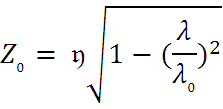 Z₀ = 𝔶√(1 − (λ/λ₀)²)